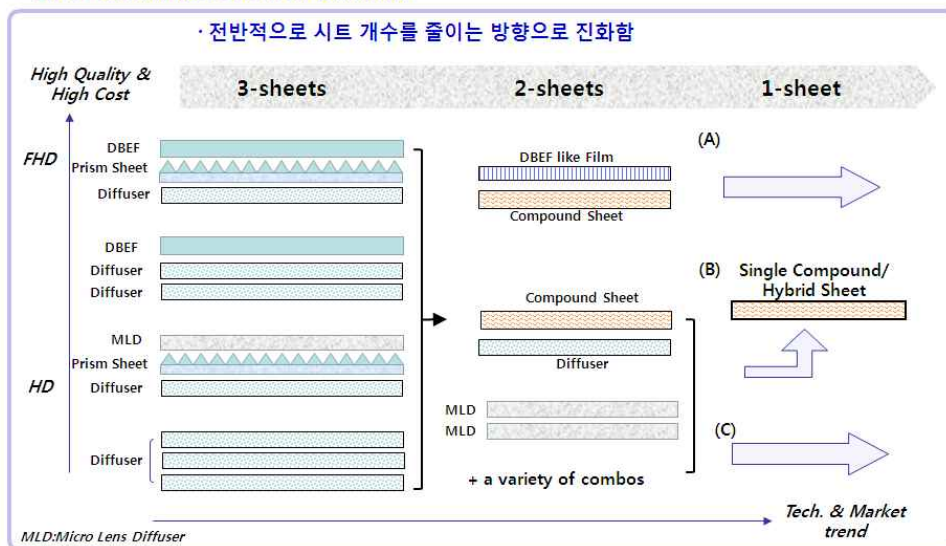 · 전반적으로 시트 개수를 줄이는 방향으로 진화함
High Quality &
High Cost
3-sheets
2-sheets
1-sheet
FHD
DBEF
Prism Sheet
Diffuser
DBEF like Film
Compound Sheet
(A)
DBEF
Diffuser
Diffuser
Compound Sheet
Diffuser
(B)
Single Compound/
Hybrid Sheet
HD
MLD
Prism Sheet
Diffuser
MLD
MLD
(C)
Diffuser
+ a variety of combos
Tech. & Market
trend
MLD:Micro Lens Diffuser